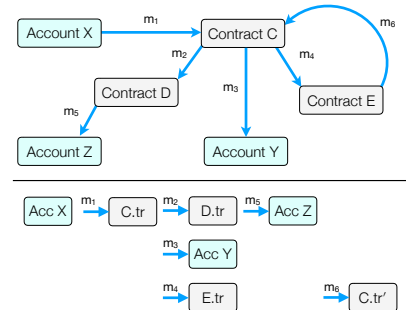 Account X m₁ Contract C m₆
m₂ m₄
m₃
Contract D Contract E
m₅
Account Z Account Y
Acc X m₁ C.tr m₂ D.tr m₅ Acc Z
m₃ Acc Y
m₄ E.tr m₆ C.tr′